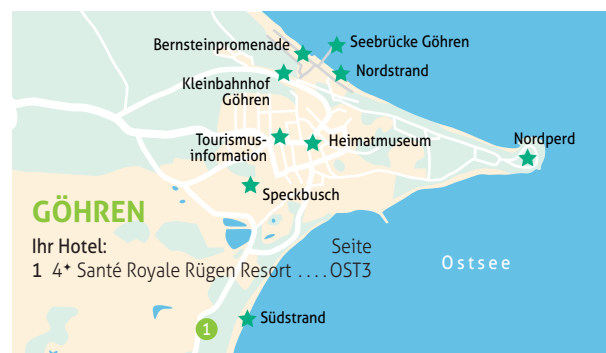 Bernsteinpromenade
Seebrücke Göhren
Kleinbahnhof
Göhren
Nordstrand
Tourismus-
information
Heimatmuseum
Nordperd
Speckbusch
GÖHREN
Ihr Hotel: Seite
1 4✦ Santé Royale Rügen Resort ....OST3
Ostsee
1
Südstrand